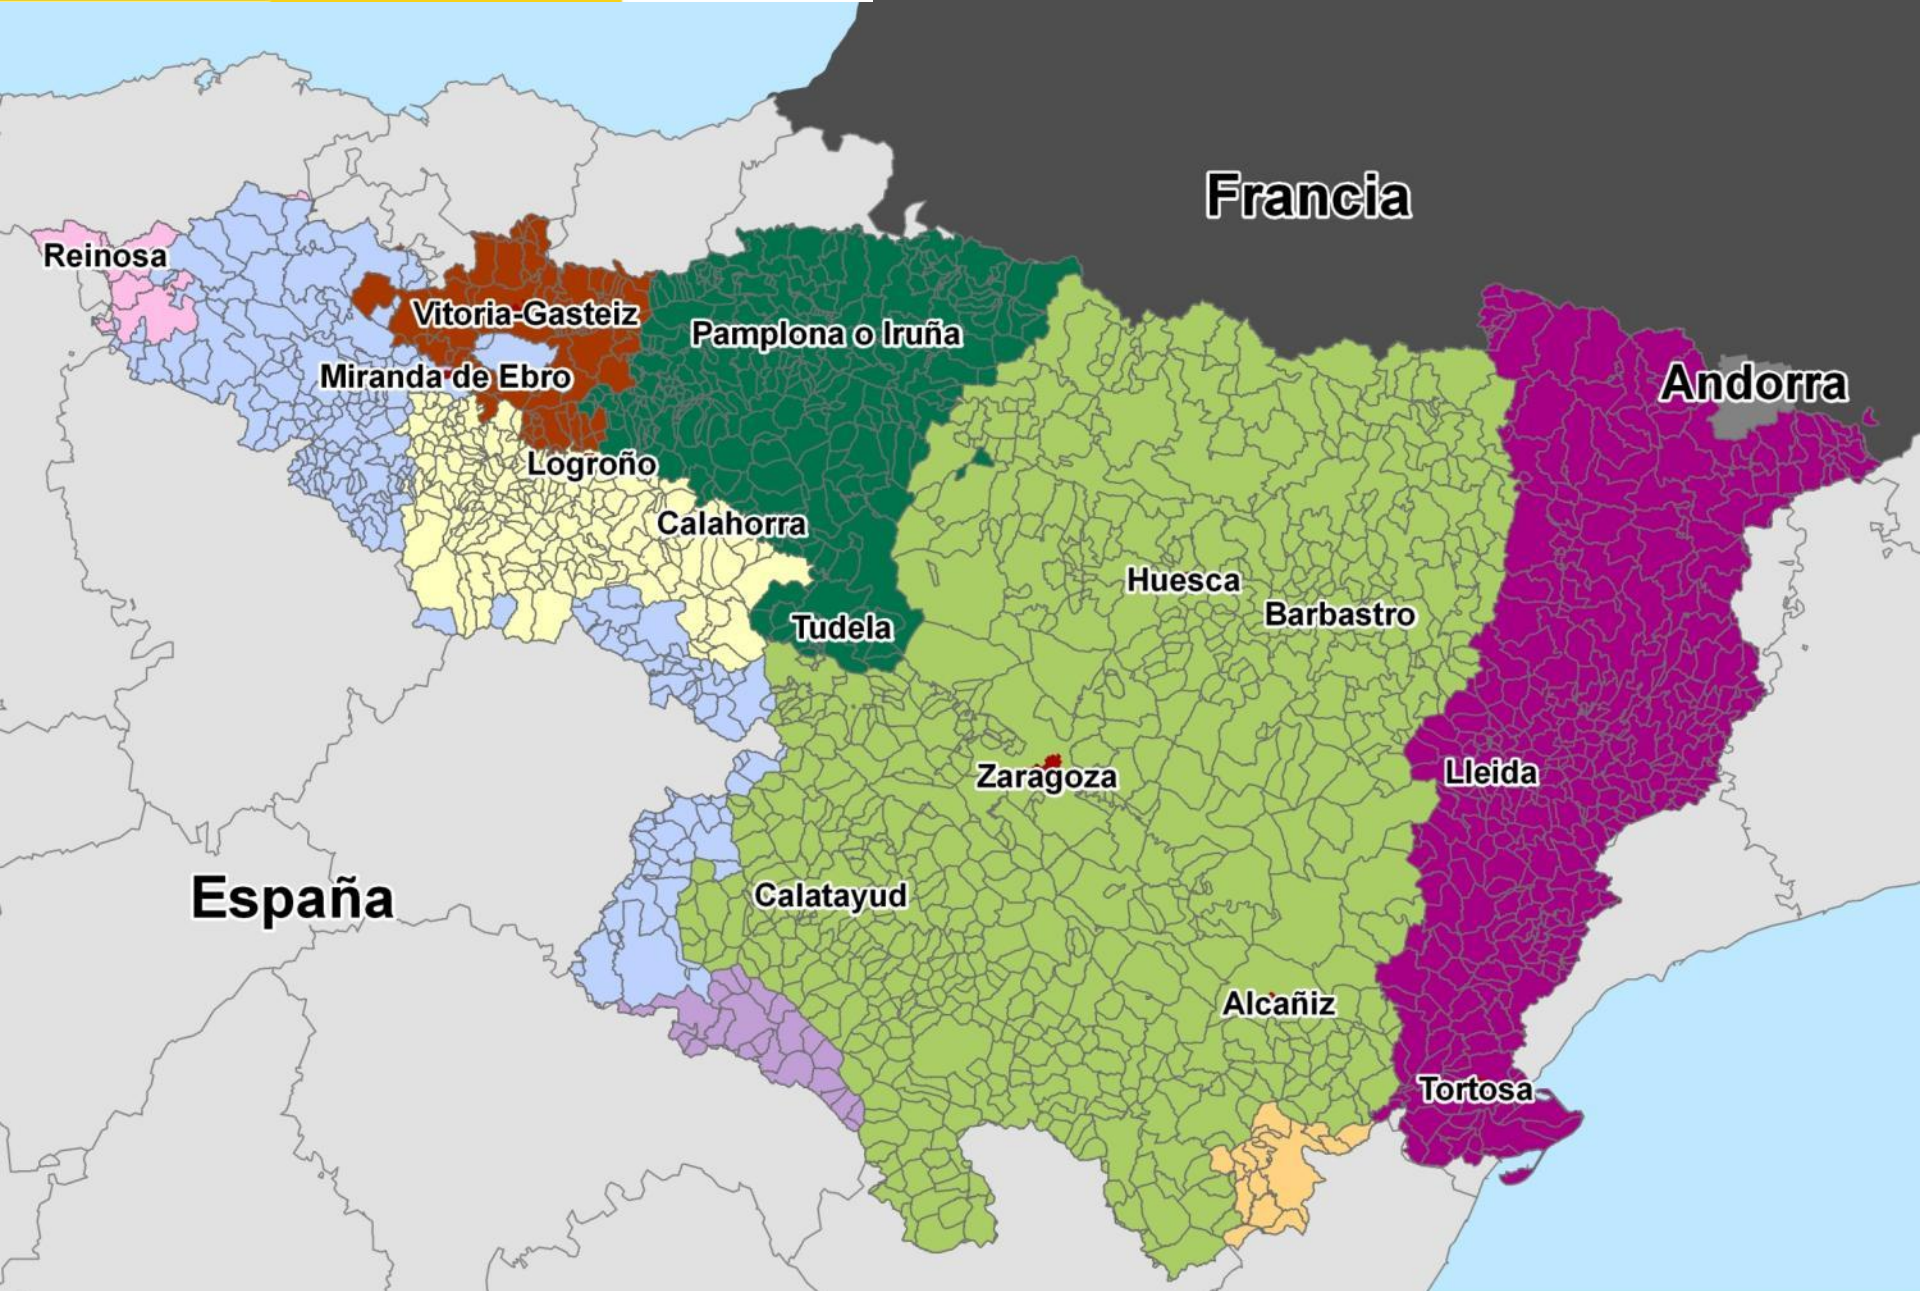 Francia
Reinosa
Vitoria-Gasteiz
Pamplona o Iruña
Miranda de Ebro
Andorra
Logroño
Calahorra
Huesca
Barbastro
Tudela
Zaragoza
Lleida
España
Calatayud
Alcañiz
Tortosa